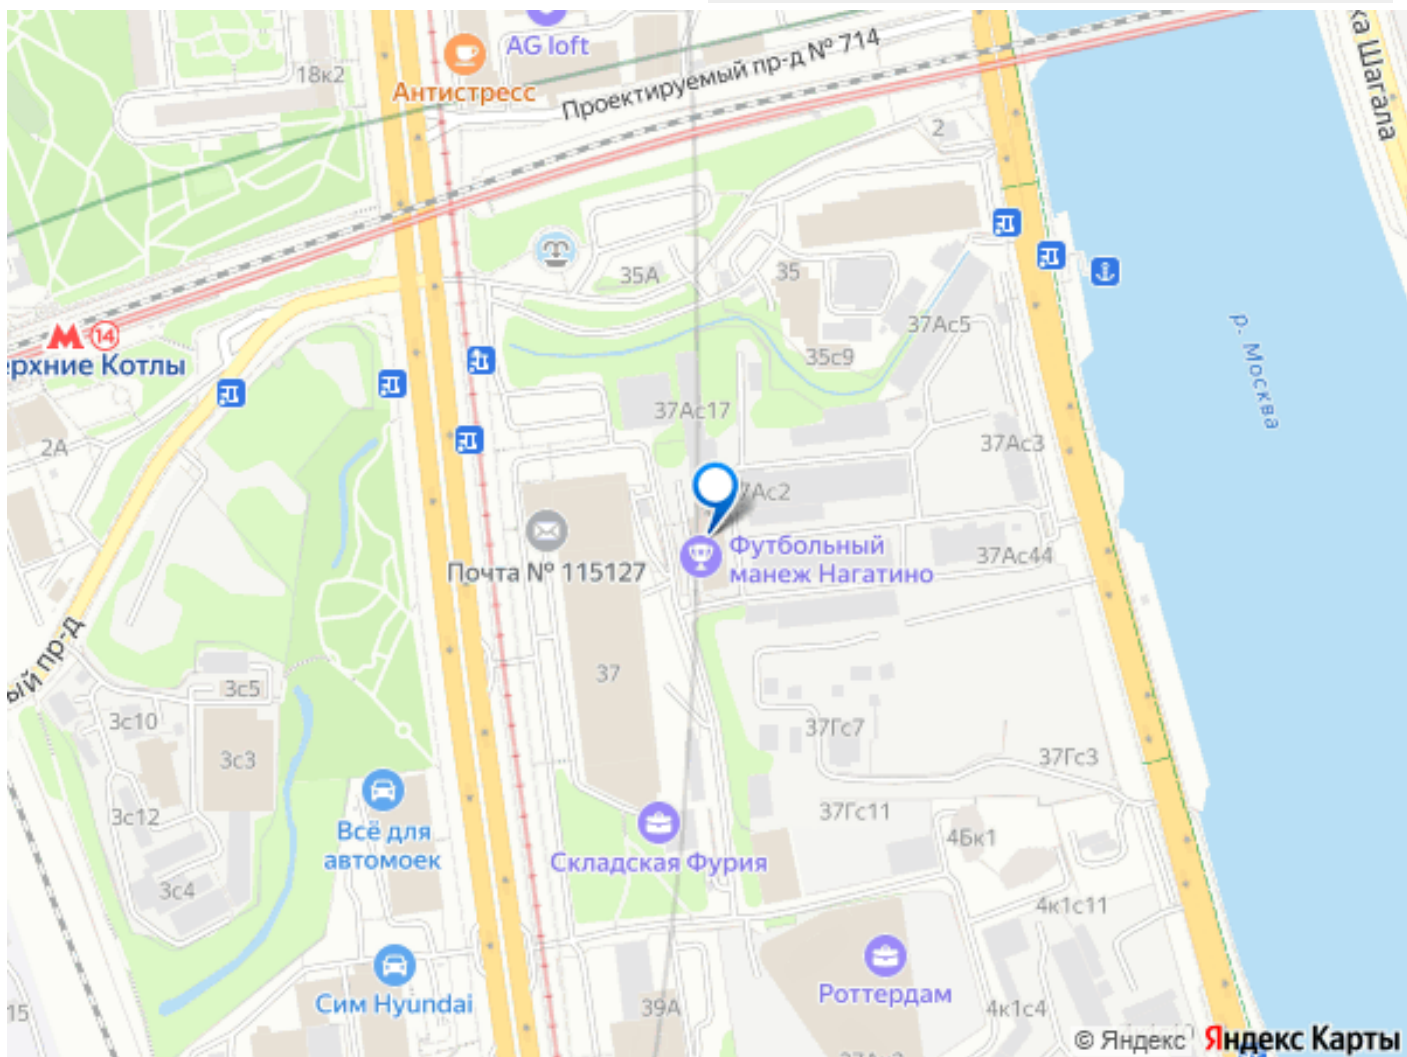 AG loft
18к2
Антистресс
Проектируемый пр-д № 714
ка Шагала
2
35А
35
37Ас5
35с9
р. Москва
14
ерхние Котлы
2А
37Ас17
37Ас3
7Ас2
Футбольный
манеж Нагатино
37Ас44
Почта № 115127
ый пр-д
3с5
3с10
3с3
3с12
3с4
37
37Гс7
37Гс3
37Гс11
4Бк1
Всё для
автомоек
Складская Фурия
4к1с11
Роттердам
Сим Hyundai
39А
4к1с4
15
© Яндекс Яндекс Карты